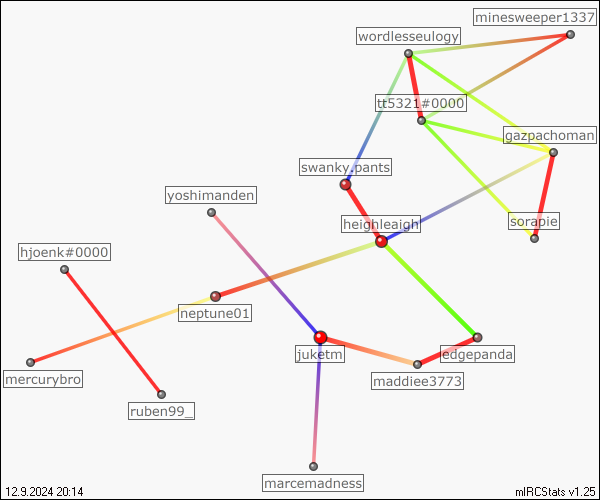 minesweeper1337
wordlesseulogy
tt5321#0000
gazpachoman
swanky.pants
yoshimanden
heighleaigh
sorapie
hjoenk#0000
neptune01
juketm
edgepanda
mercurybro
maddiee3773
ruben99_
marcemadness
12.9.2024 20:14
mIRCStats v1.25